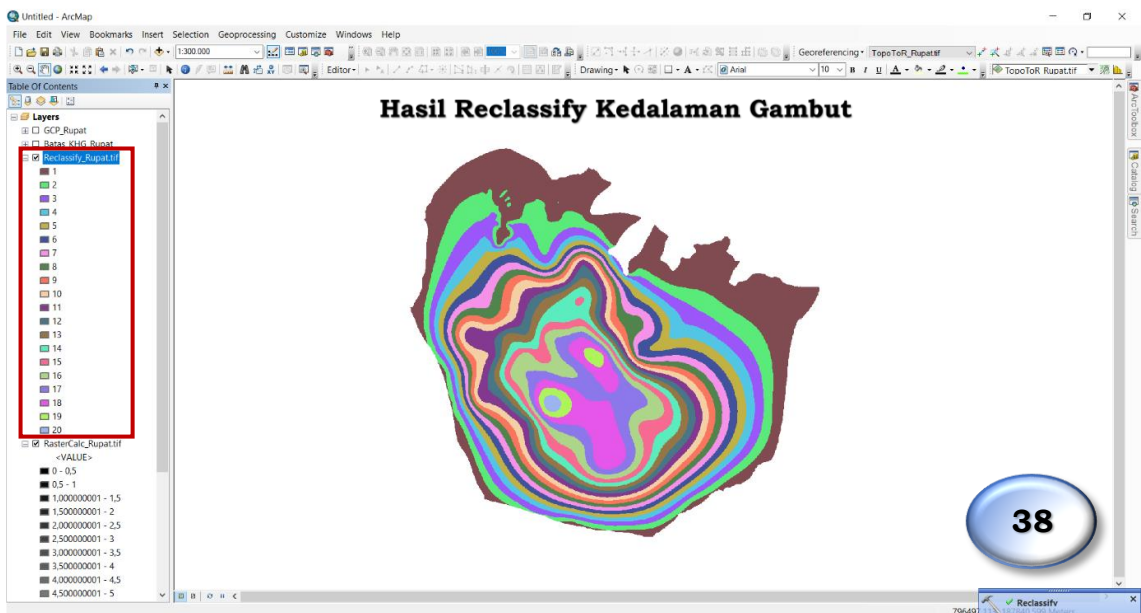 Untitled - ArcMap
File Edit View Bookmarks Insert Selection Geoprocessing Customize Windows Help
1:300.000
Georeferencing
TopoToR_Rupat.tif
Editor
Drawing
A
Arial
10
B I U A
TopoToR Rupat.tif
Table Of Contents
Layers
GCP_Rupat
Batas_KHG_Rupat
Reclassify_Rupat.tif
1
2
3
4
5
6
7
8
9
10
11
12
13
14
15
16
17
18
19
20
RasterCalc_Rupat.tif
<VALUE>
0 - 0,5
0,5 - 1
1,000000001 - 1,5
1,500000001 - 2
2,000000001 - 2,5
2,500000001 - 3
3,000000001 - 3,5
3,500000001 - 4
4,000000001 - 4,5
4,500000001 - 5
Hasil Reclassify Kedalaman Gambut
38
ArcToolbox
Catalog
Search
Reclassify